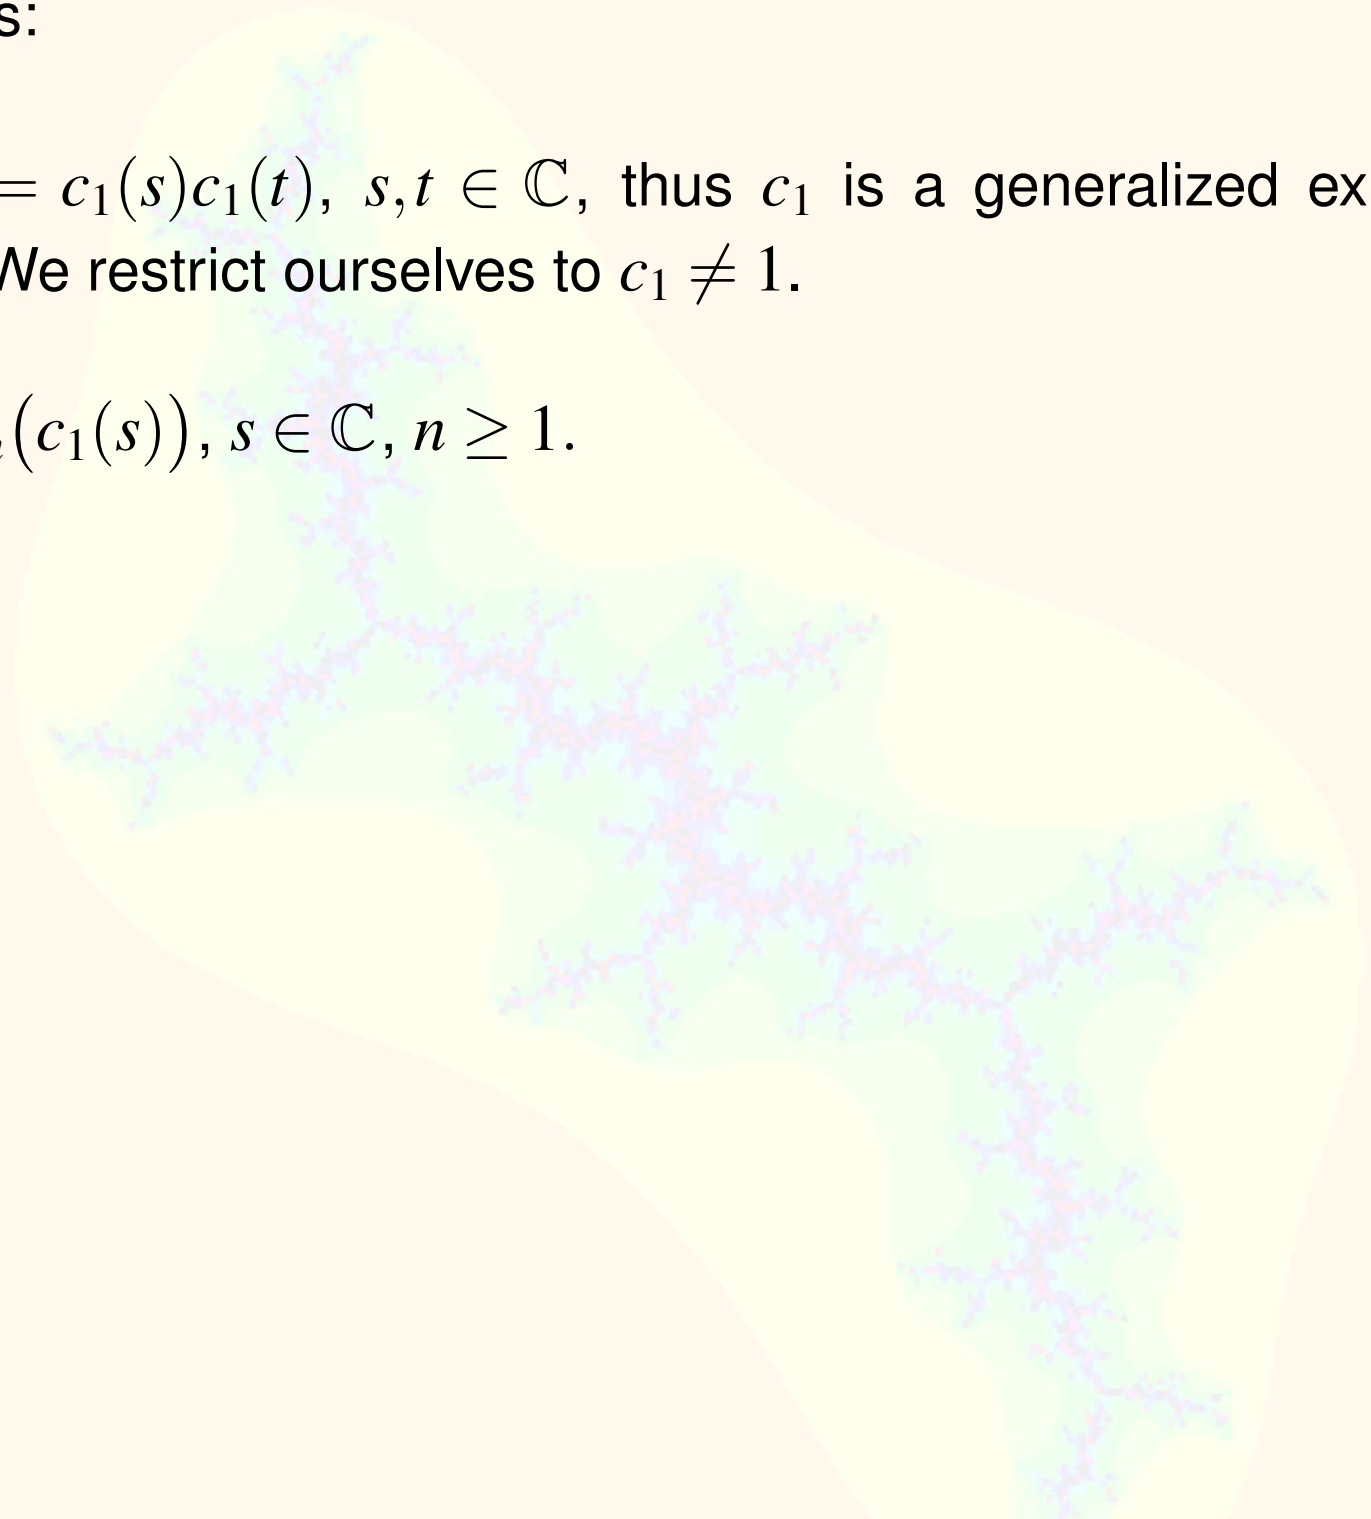 s:
= c₁(s)c₁(t), s,t ∈ ℂ, thus c₁ is a generalized ex
We restrict ourselves to c₁ ≠ 1.
(c₁(s)), s ∈ ℂ, n ≥ 1.